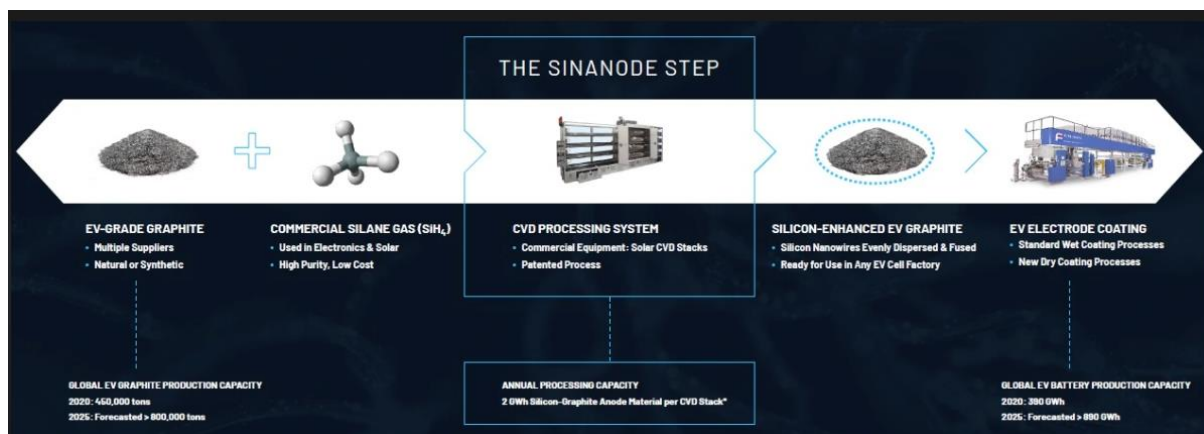 THE SINANODE STEP
EV-GRADE GRAPHITE
• Multiple Suppliers
• Natural or Synthetic
COMMERCIAL SILANE GAS (SiH₄)
• Used in Electronics & Solar
• High Purity, Low Cost
CVD PROCESSING SYSTEM
• Commercial Equipment: Solar CVD Stacks
• Patented Process
SILICON-ENHANCED EV GRAPHITE
• Silicon Nanowires Evenly Dispersed & Fused
• Ready for Use in Any EV Cell Factory
EV ELECTRODE COATING
• Standard Wet Coating Processes
• New Dry Coating Processes
GLOBAL EV GRAPHITE PRODUCTION CAPACITY
2020: 450,000 tons
2025: Forecasted > 800,000 tons
ANNUAL PROCESSING CAPACITY
2 GWh Silicon-Graphite Anode Material per CVD Stack*
GLOBAL EV BATTERY PRODUCTION CAPACITY
2020: 390 GWh
2025: Forecasted > 890 GWh